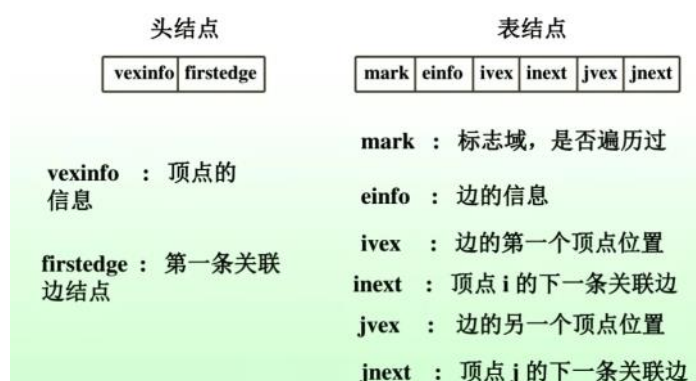 头结点
vexinfo firstedge
vexinfo : 顶点的
信息
firstedge : 第一条关联
边结点
表结点
mark einfo ivex inext jvex jnext
mark : 标志域，是否遍历过
einfo : 边的信息
ivex : 边的第一个顶点位置
inext : 顶点 i 的下一条关联边
jvex : 边的另一个顶点位置
jnext : 顶点 j 的下一条关联边